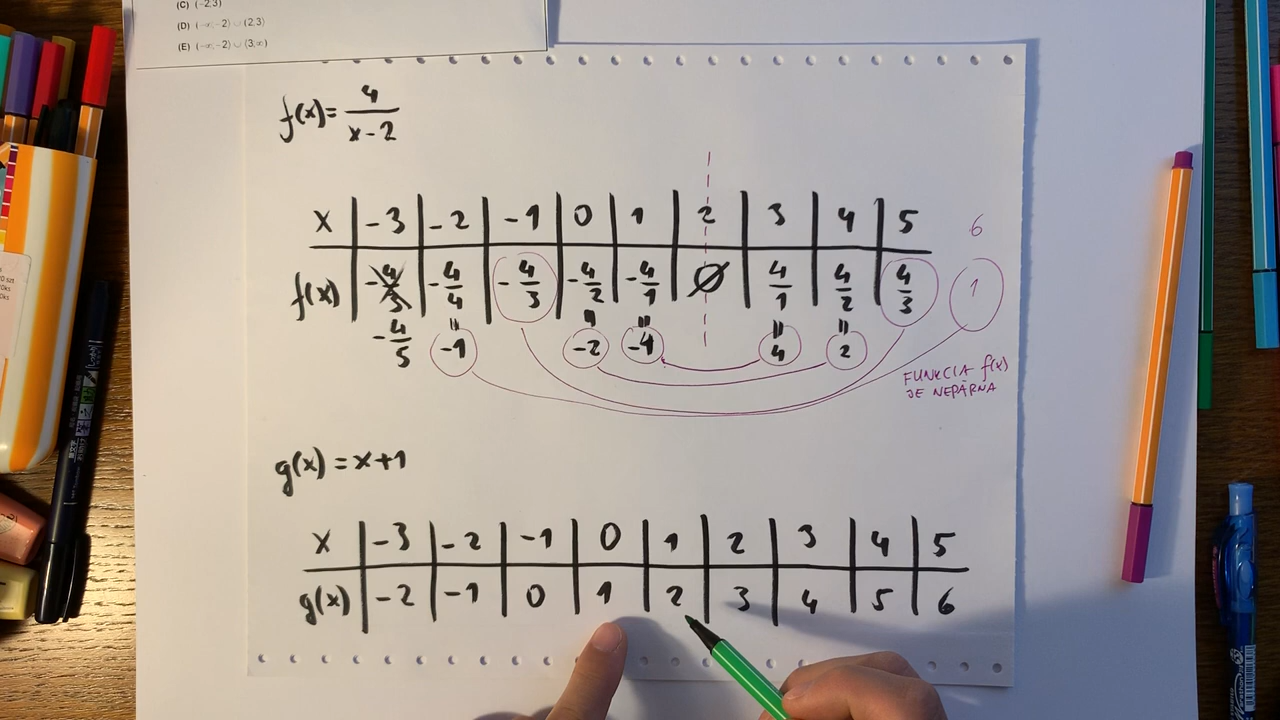 (C) (-2;3)
(D) (-∞;-2) ∪ (2;3)
(E) (-∞;-2) ∪ (3;∞)
f(x)= 4/(x-2)
x | -3 | -2 | -1 | 0 | 1 | 2 | 3 | 4 | 5 6
f(x) | -4/5 | -4/4 | -4/3 | -4/2 | -4/1 | Ø | 4/1 | 4/2 | 4/3 1
= -1 = -2 = -4 = 4 = 2
FUNKCIA f(x)
JE NEPÁRNA
g(x)=x+1
x | -3 | -2 | -1 | 0 | 1 | 2 | 3 | 4 | 5
g(x) | -2 | -1 | 0 | 1 | 2 | 3 | 4 | 5 | 6